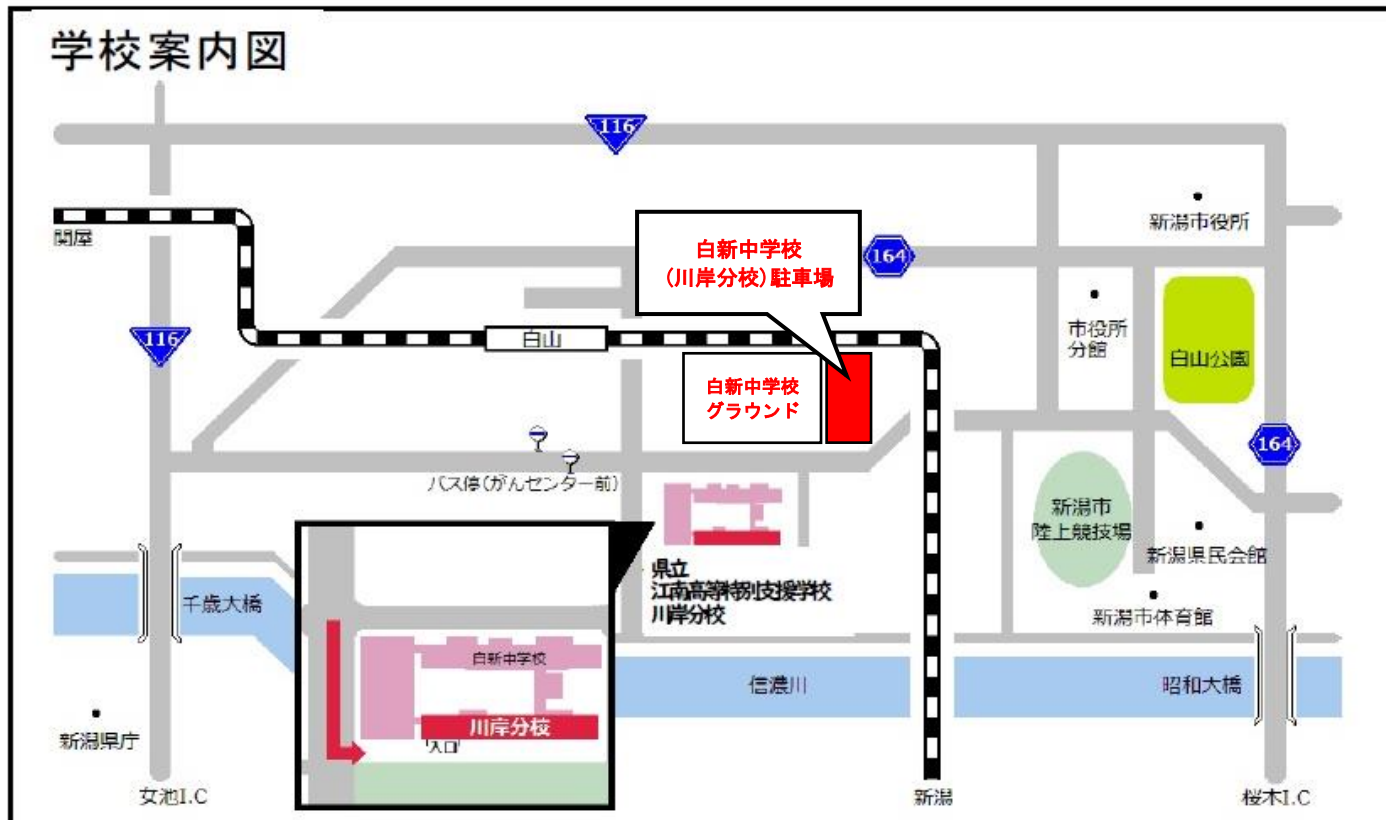 学校案内図
116
新潟市役所
関屋
白新中学校
(川岸分校)駐車場
164
116
白山
市役所
分館
白山公園
白新中学校
グラウンド
164
バス停(がんセンター前)
新潟市
陸上競技場
新潟県民会館
県立
江南高等特別支援学校
川岸分校
千歳大橋
新潟市体育館
白新中学校
信濃川
昭和大橋
川岸分校
入口
新潟県庁
女池I.C
新潟
桜木I.C